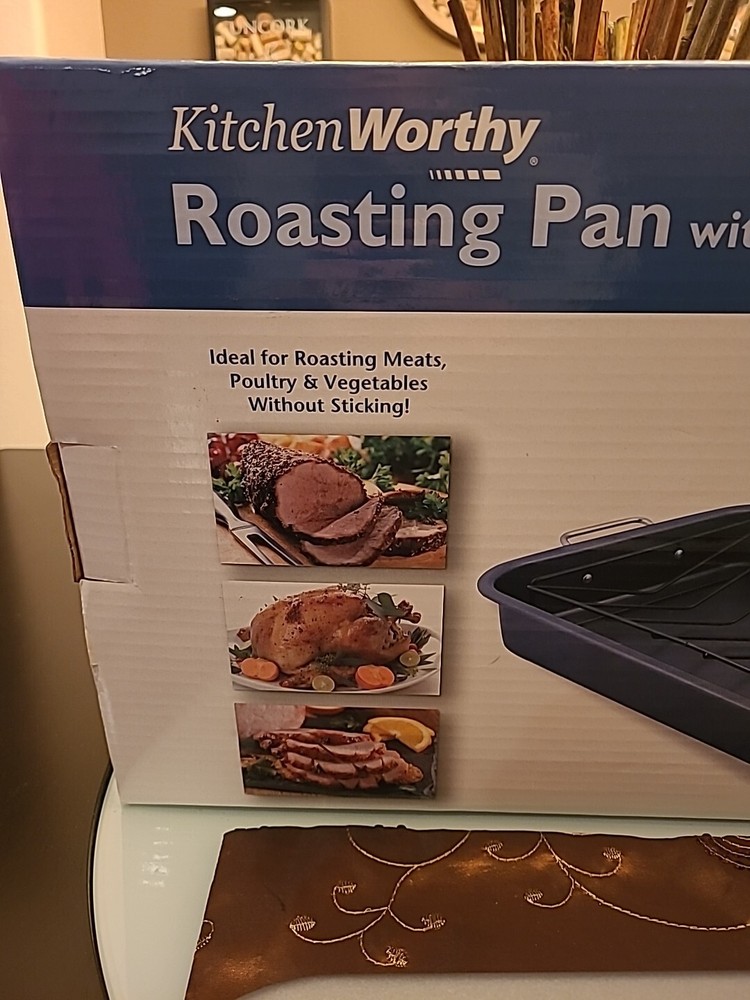 UNCORK
KitchenWorthy®
Roasting Pan
Ideal for Roasting Meats,
Poultry & Vegetables
Without Sticking!